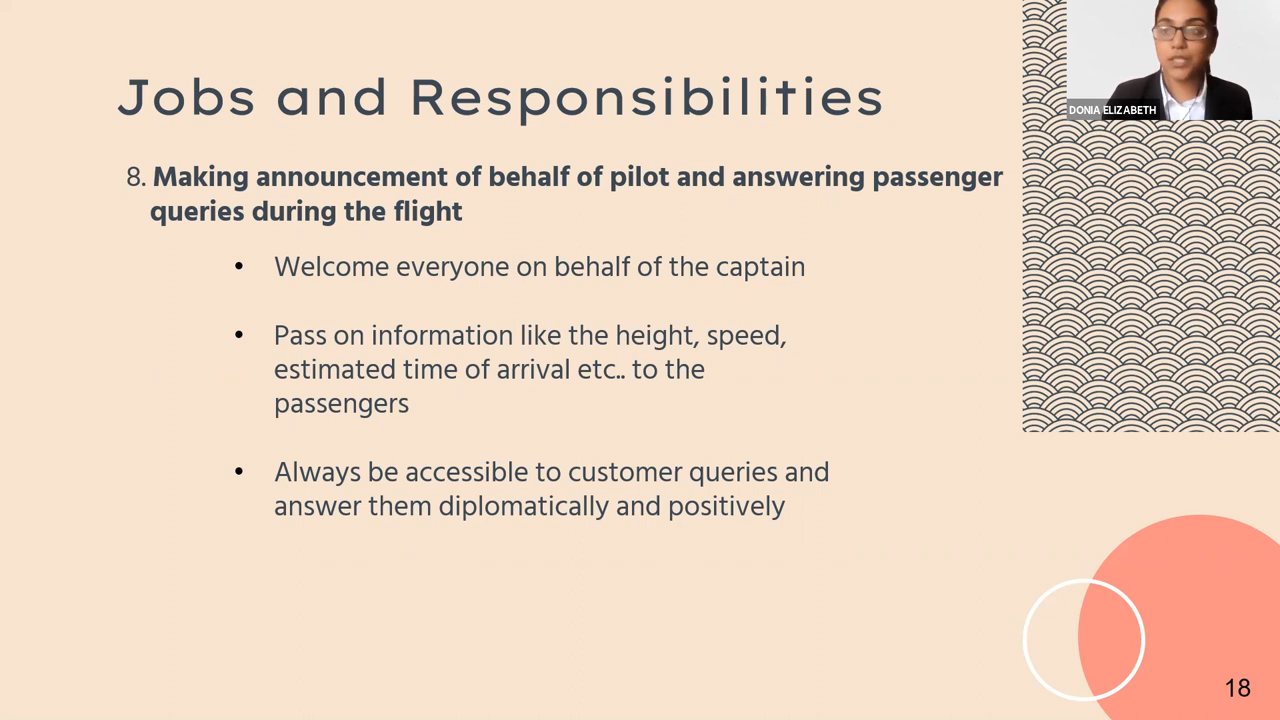 Jobs and Responsibilities
DONIA ELIZABETH
8. Making announcement of behalf of pilot and answering passenger
queries during the flight
• Welcome everyone on behalf of the captain
• Pass on information like the height, speed,
estimated time of arrival etc.. to the
passengers
• Always be accessible to customer queries and
answer them diplomatically and positively
18